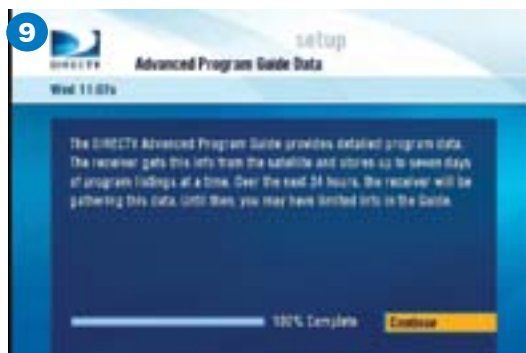 9
setup
DIRECTV
Advanced Program Guide Data
Wed 11:07a
The DIRECTV Advanced Program Guide provides detailed program data.
The receiver gets this info from the satellite and stores up to seven days
of program listings at a time. Over the next 24 hours, the receiver will be
gathering this data. Until then, you may have limited info in the Guide.
100% Complete
Continue